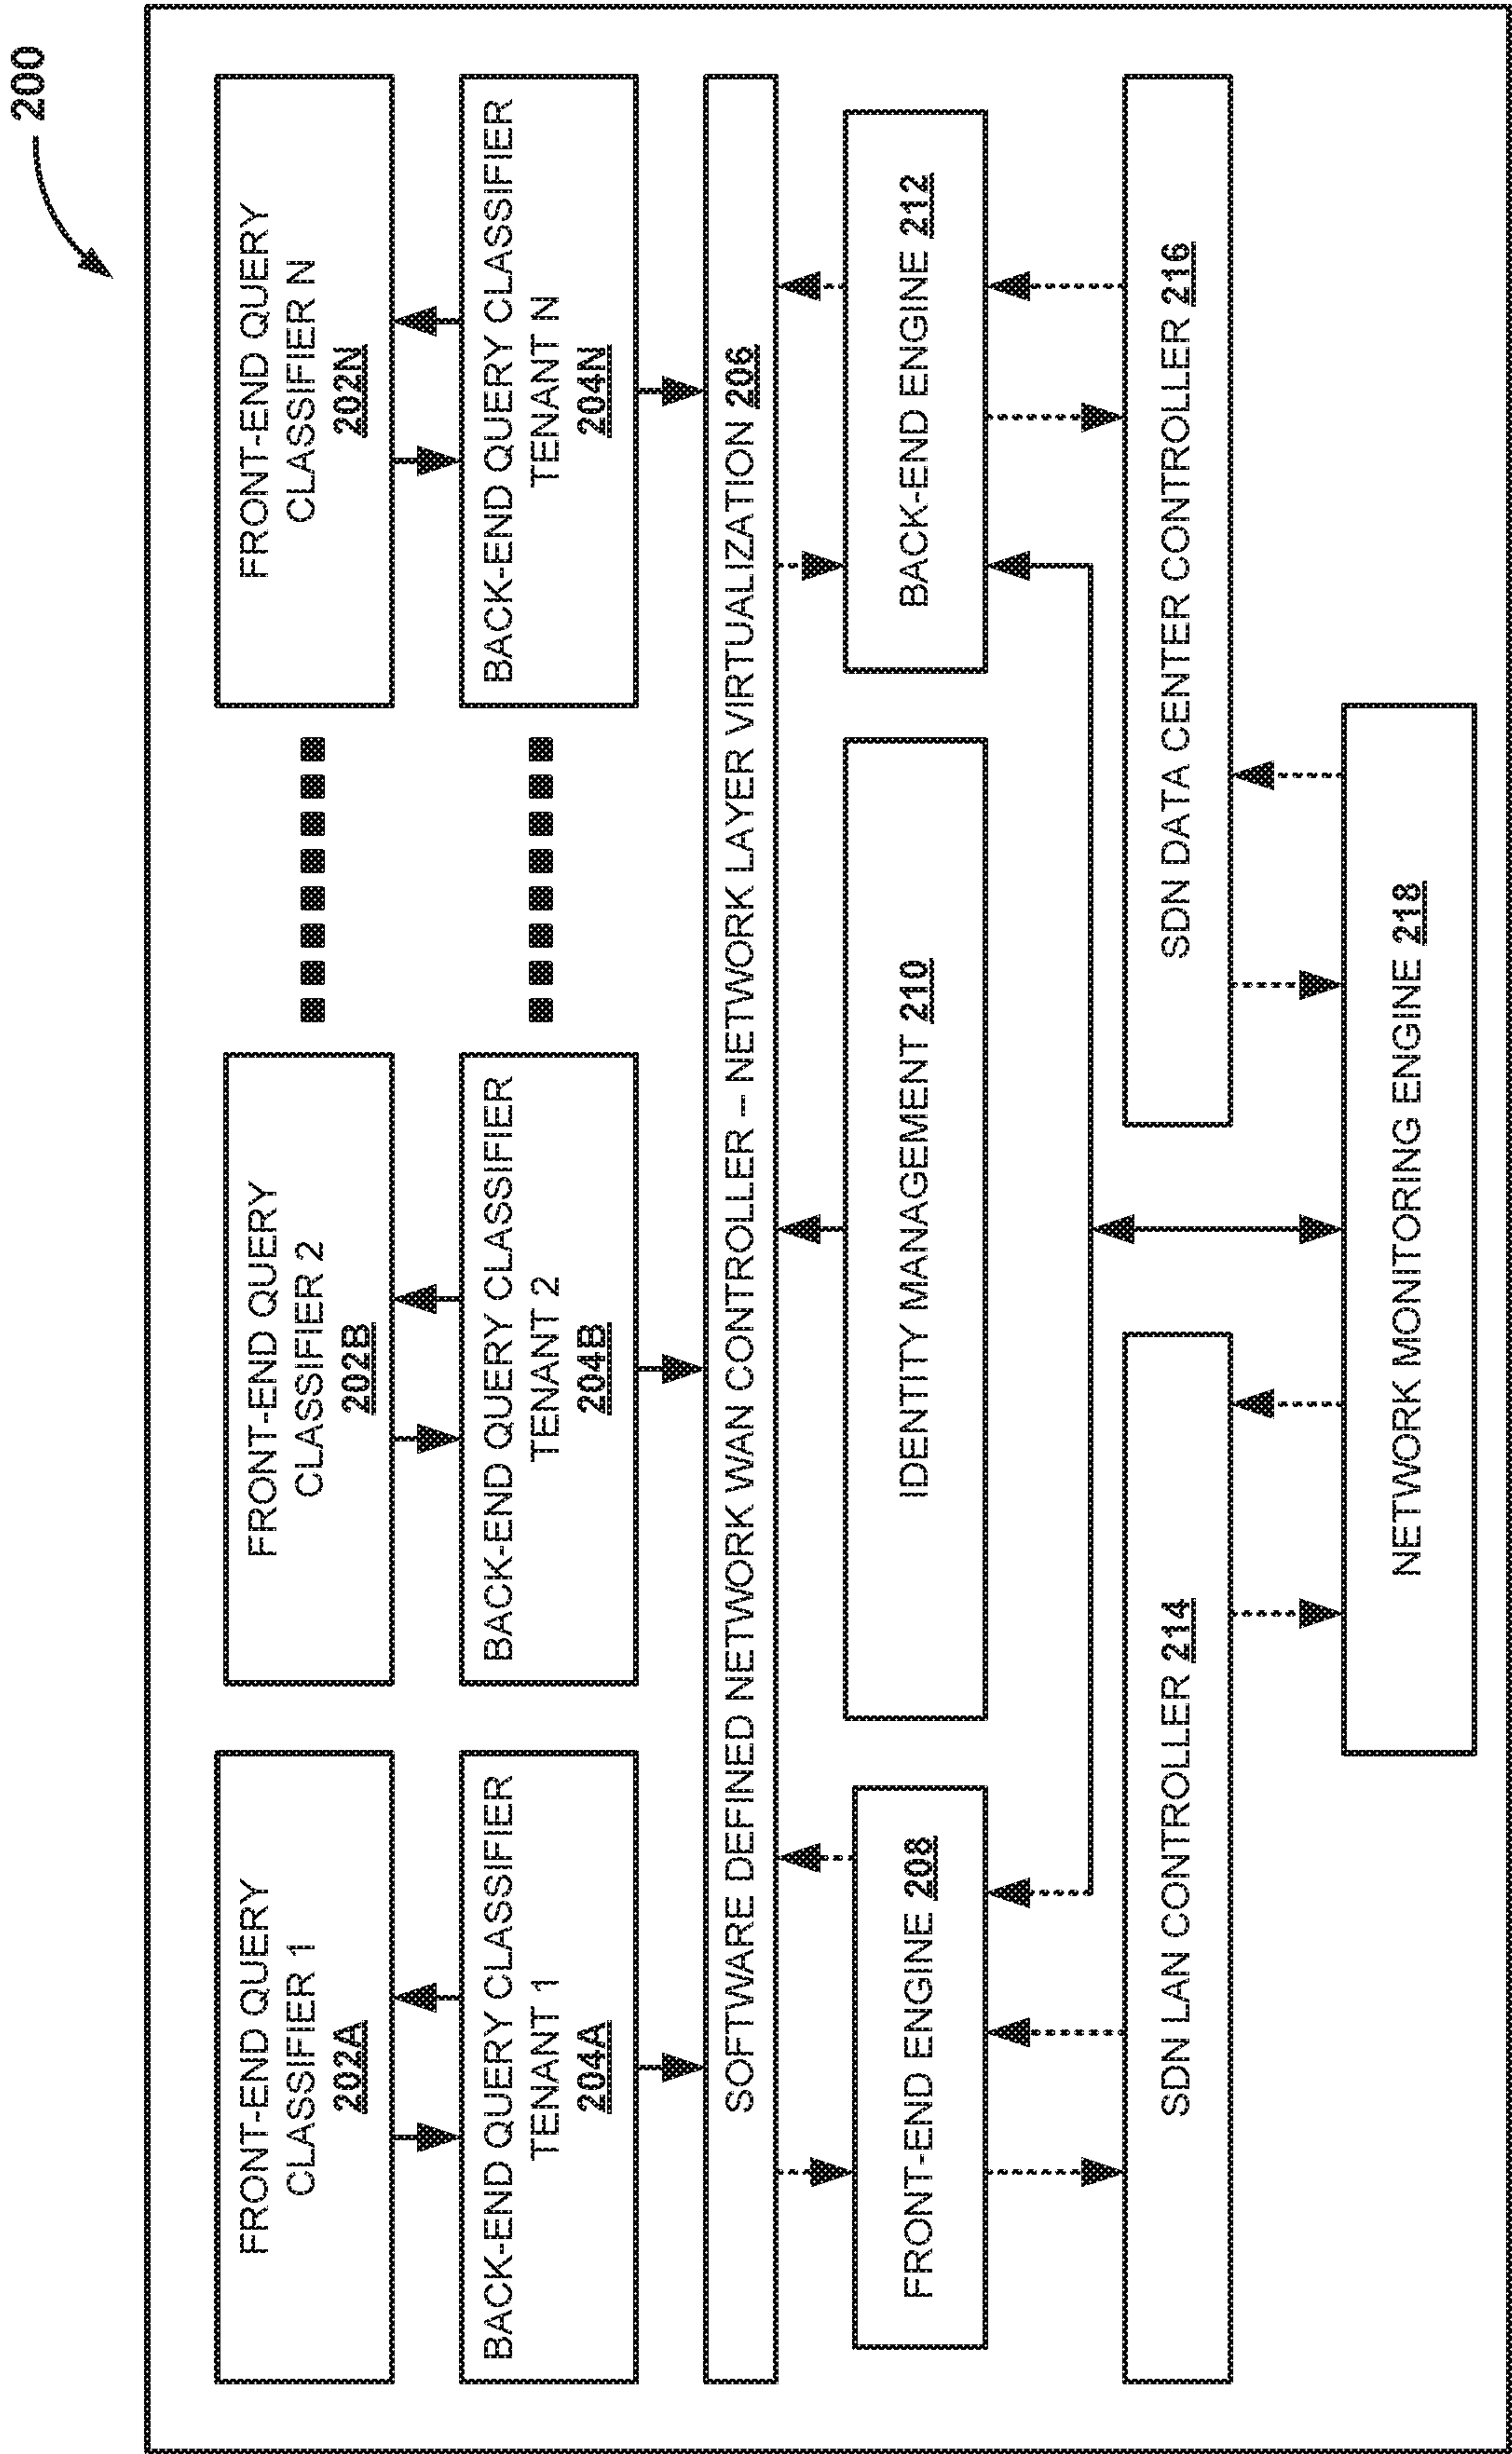 200
FRONT-END QUERY
CLASSIFIER 1
202A
FRONT-END QUERY
CLASSIFIER 2
202B
FRONT-END QUERY
CLASSIFIER N
202N
BACK-END QUERY CLASSIFIER
TENANT 1
204A
BACK-END QUERY CLASSIFIER
TENANT 2
204B
BACK-END QUERY CLASSIFIER
TENANT N
204N
SOFTWARE DEFINED NETWORK WAN CONTROLLER – NETWORK LAYER VIRTUALIZATION 206
FRONT-END ENGINE 208
IDENTITY MANAGEMENT 210
BACK-END ENGINE 212
SDN LAN CONTROLLER 214
SDN DATA CENTER CONTROLLER 216
NETWORK MONITORING ENGINE 218